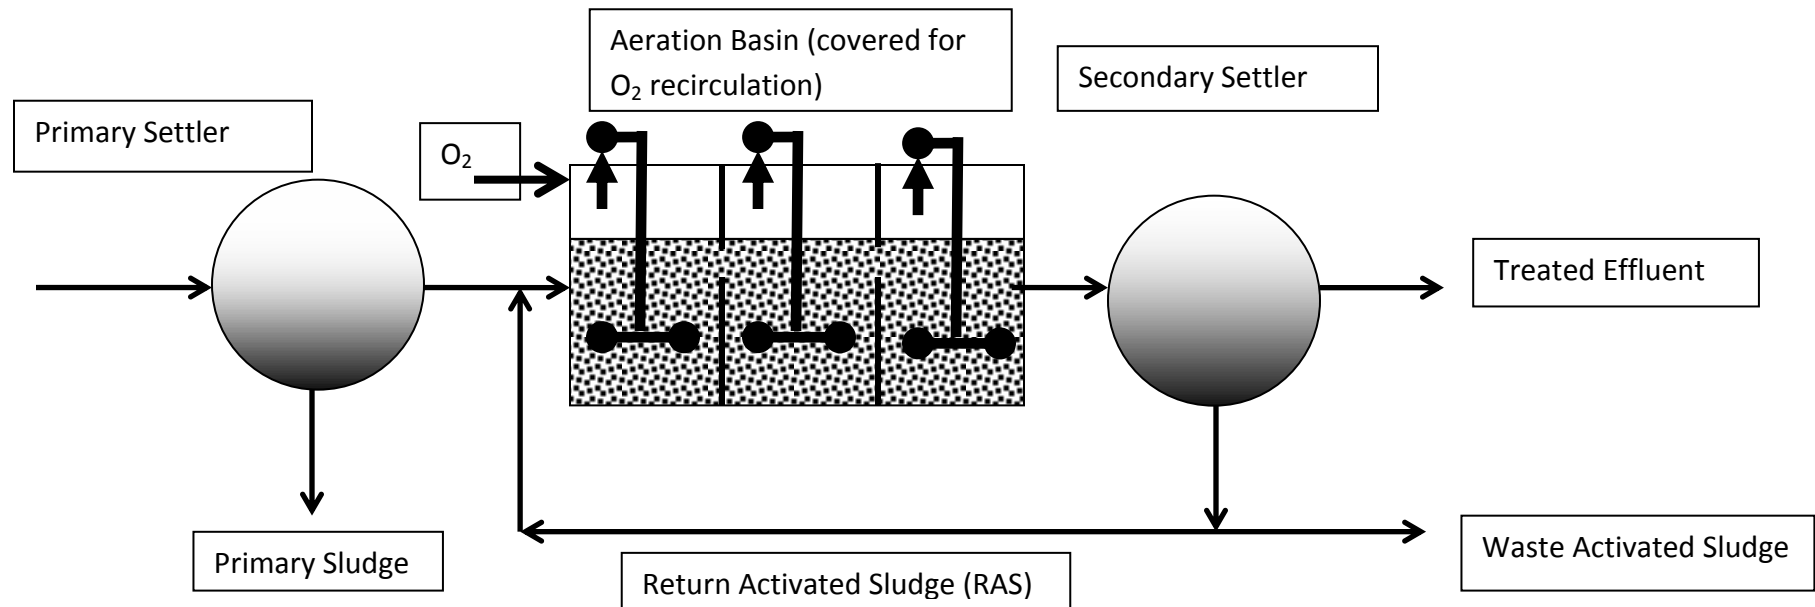 Aeration Basin (covered for
O₂ recirculation)
Secondary Settler
Primary Settler
O₂
Treated Effluent
Primary Sludge
Return Activated Sludge (RAS)
Waste Activated Sludge